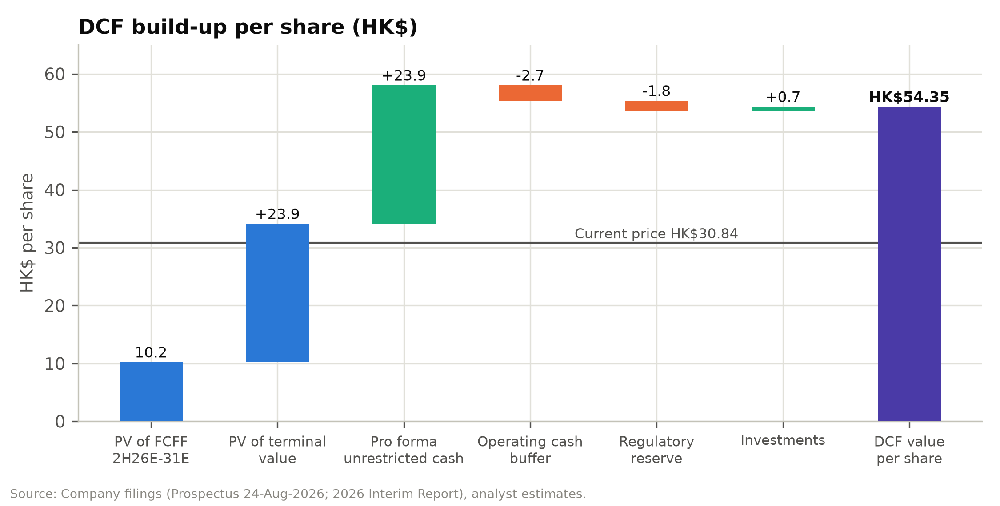 DCF build-up per share (HK$)
HK$ per share
60
50
40
30
20
10
0
10.2
+23.9
+23.9
-2.7
-1.8
+0.7
HK$54.35
Current price HK$30.84
PV of FCFF
2H26E-31E
PV of terminal
value
Pro forma
unrestricted cash
Operating cash
buffer
Regulatory
reserve
Investments
DCF value
per share
Source: Company filings (Prospectus 24-Aug-2026; 2026 Interim Report), analyst estimates.